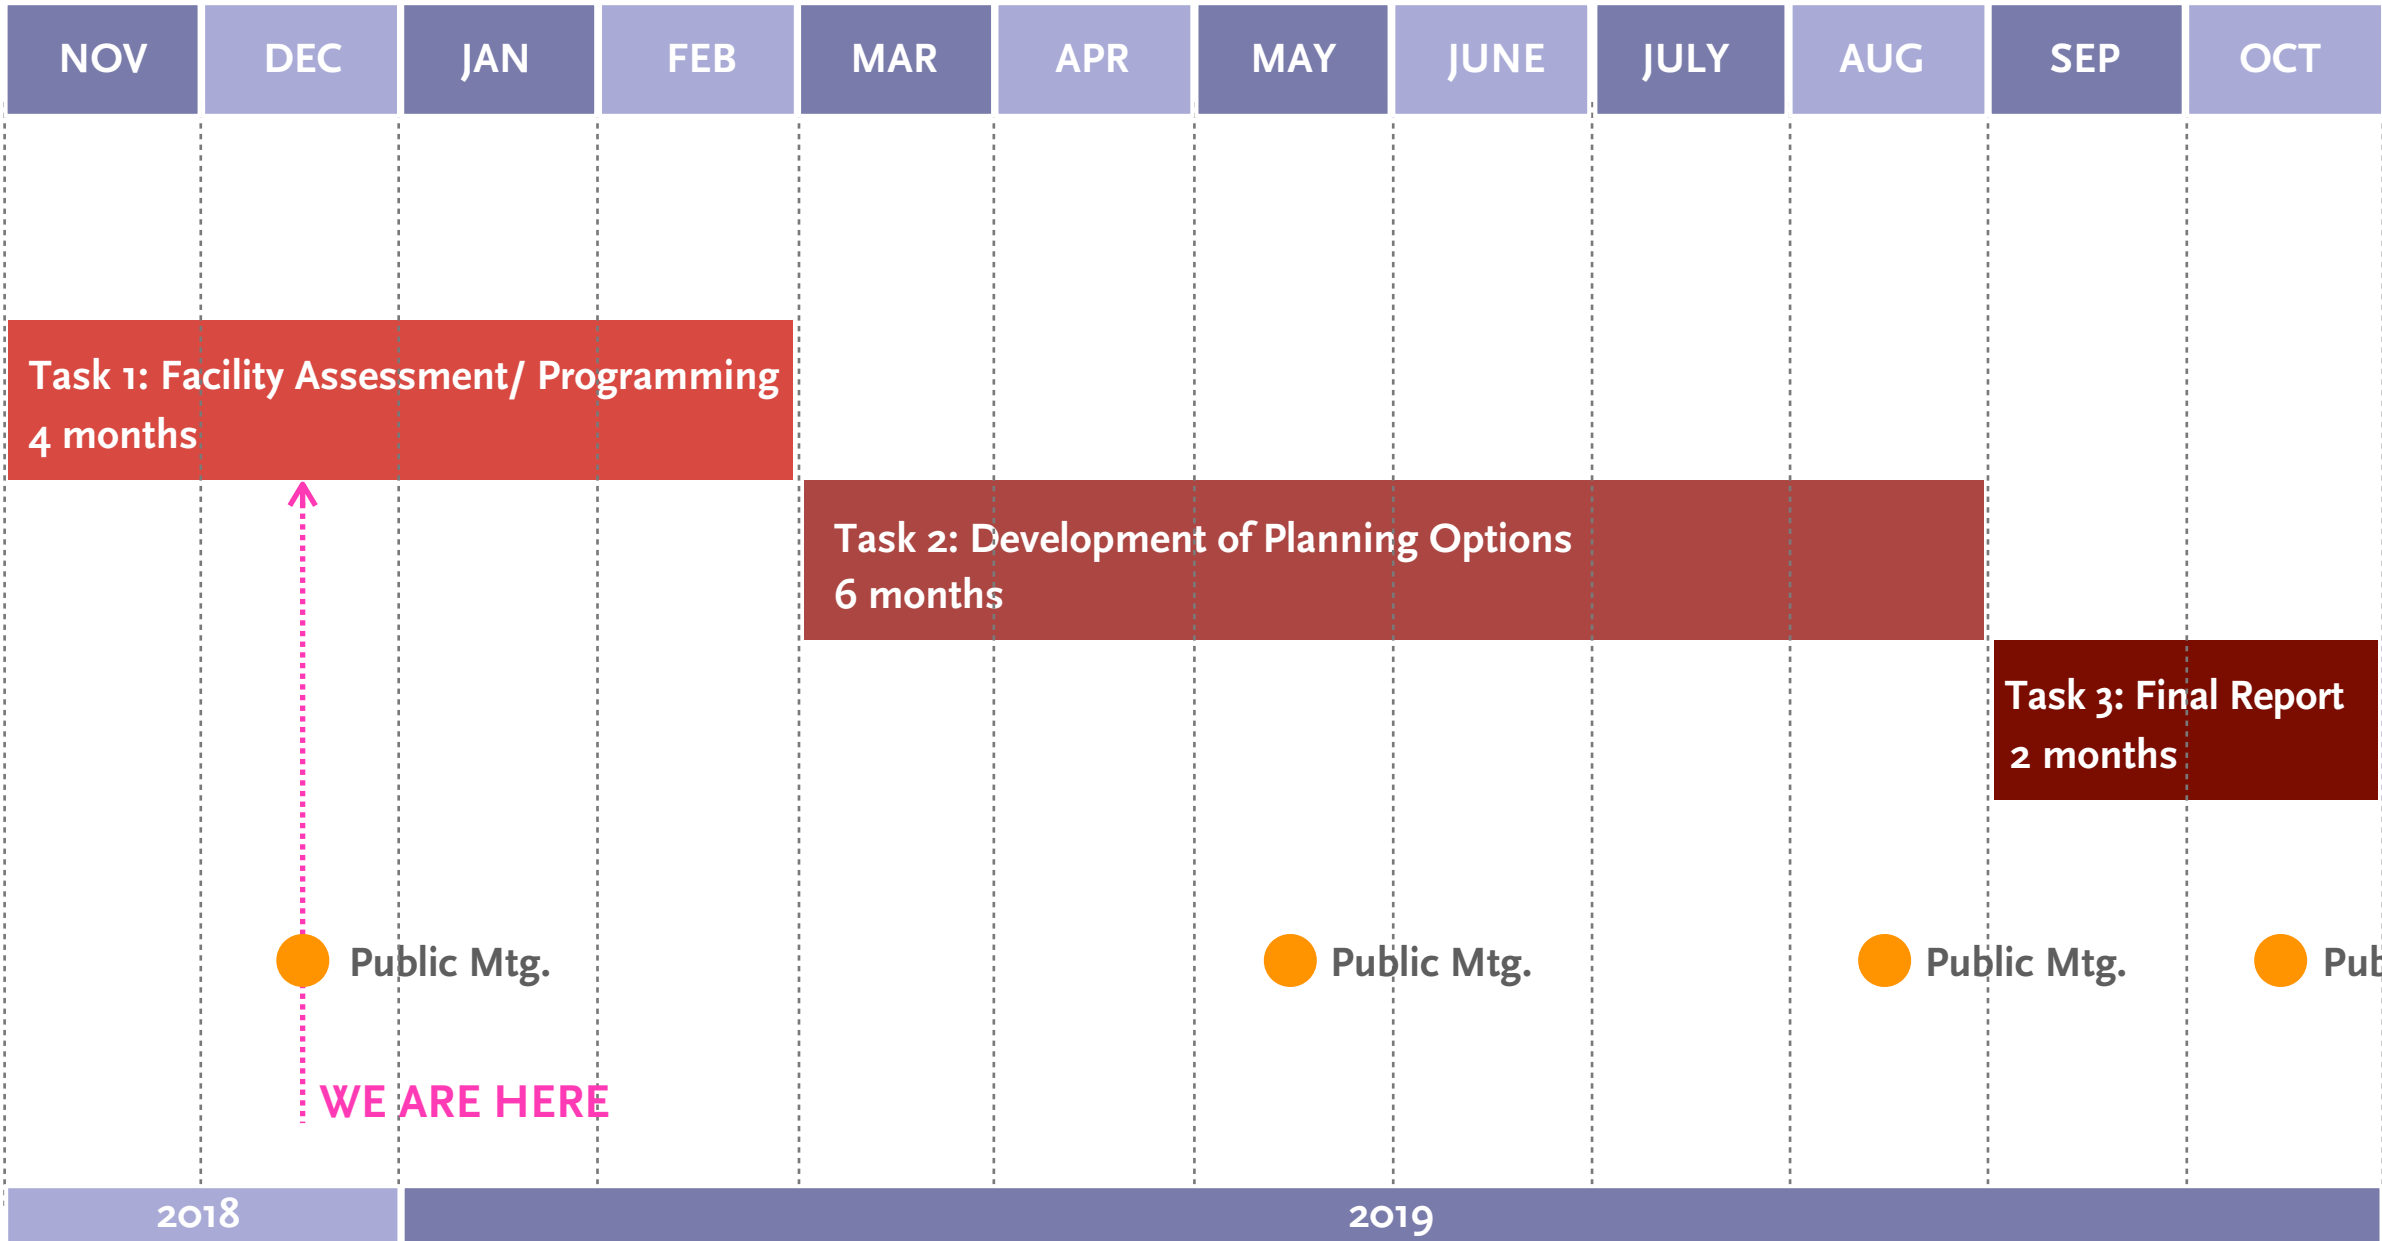 NOV DEC JAN FEB MAR APR MAY JUNE JULY AUG SEP OCT
Task 1: Facility Assessment/ Programming
4 months
Task 2: Development of Planning Options
6 months
Task 3: Final Report
2 months
Public Mtg. Public Mtg. Public Mtg. Pub
WE ARE HERE
2018 2019